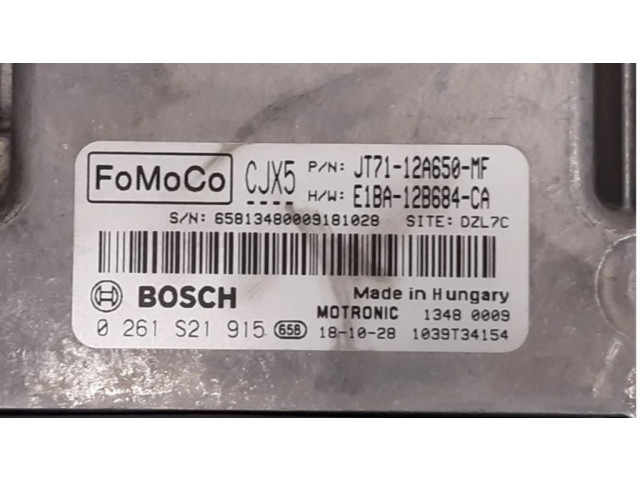 FoMoCo CJX5 P/N: JT71-12A650-MF
H/W: E1BA-12B684-CA
S/N: 65813480009181028 SITE: DZL7C
BOSCH Made in Hungary
MOTRONIC 1348 0009
0 261 S21 915 658 18-10-28 1039T34154